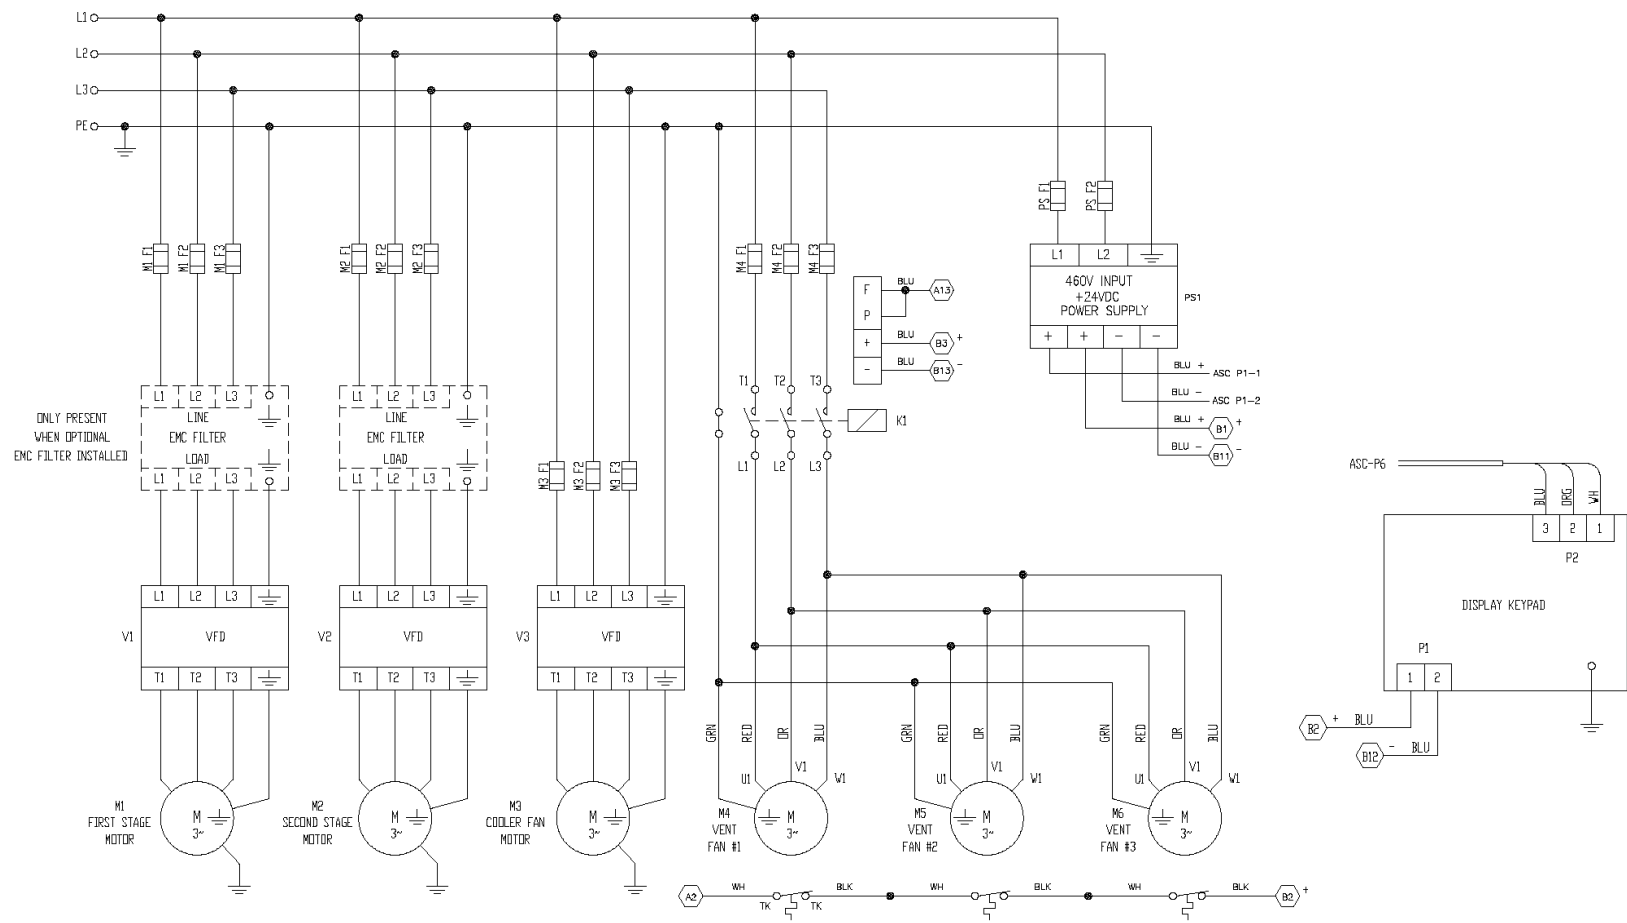 L1
L2
L3
PE
PS F1
PS F2
M1 F1
M1 F2
M1 F3
M2 F1
M2 F2
M2 F3
M4 F1
M4 F2
M4 F3
L1 L2
460V INPUT
+24VDC
POWER SUPPLY
PS1
+ + - -
F BLU A13
P
+ BLU B3 +
- BLU B13 -
BLU + ASC P1-1
BLU - ASC P1-2
BLU + B1 +
BLU - B11 -
T1 T2 T3
K1
L1 L2 L3
ONLY PRESENT
WHEN OPTIONAL
EMC FILTER INSTALLED
L1 L2 L3
LINE
EMC FILTER
LOAD
L1 L2 L3
L1 L2 L3
LINE
EMC FILTER
LOAD
L1 L2 L3
M3 F1
M3 F2
M3 F3
ASC-P6
BLU
ORG
WH
3 2 1
P2
DISPLAY KEYPAD
P1
1 2
B2 + BLU
B12 - BLU
V1
L1 L2 L3
VFD
T1 T2 T3
V2
L1 L2 L3
VFD
T1 T2 T3
V3
L1 L2 L3
VFD
T1 T2 T3
GRN
RED
OR
BLU
GRN
RED
OR
BLU
GRN
RED
OR
BLU
U1 V1 W1
U1 V1 W1
U1 V1 W1
M1
FIRST STAGE
MOTOR
M
3~
M2
SECOND STAGE
MOTOR
M
3~
M3
COOLER FAN
MOTOR
M
3~
M4
VENT
FAN #1
M
3~
M5
VENT
FAN #2
M
3~
M6
VENT
FAN #3
M
3~
A2 WH BLK WH BLK WH BLK B2 +
TK TK